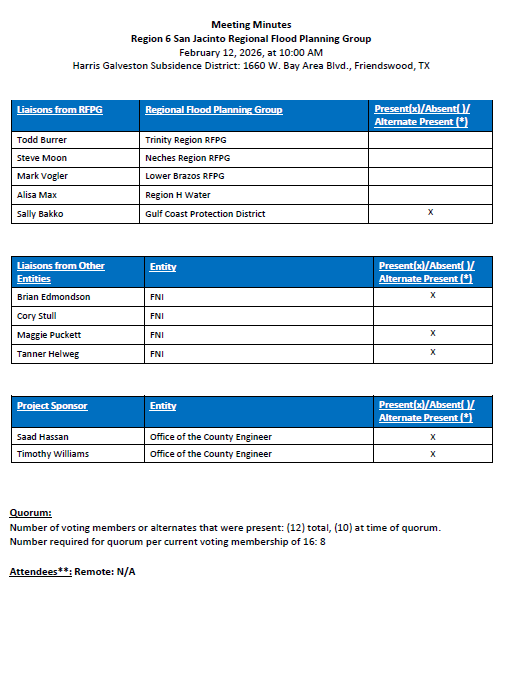 Meeting Minutes
Region 6 San Jacinto Regional Flood Planning Group
February 12, 2026, at 10:00 AM
Harris Galveston Subsidence District: 1660 W. Bay Area Blvd., Friendswood, TX
Liaisons from RFPG Regional Flood Planning Group Present(x)/Absent( )/
Alternate Present (*)
Todd Burrer Trinity Region RFPG
Steve Moon Neches Region RFPG
Mark Vogler Lower Brazos RFPG
Alisa Max Region H Water
Sally Bakko Gulf Coast Protection District X
Liaisons from Other Entity Present(x)/Absent( )/
Entities Alternate Present (*)
Brian Edmondson FNI X
Cory Stull FNI
Maggie Puckett FNI X
Tanner Helweg FNI X
Project Sponsor Entity Present(x)/Absent( )/
Alternate Present (*)
Saad Hassan Office of the County Engineer X
Timothy Williams Office of the County Engineer X
Quorum:
Number of voting members or alternates that were present: (12) total, (10) at time of quorum.
Number required for quorum per current voting membership of 16: 8
Attendees**: Remote: N/A